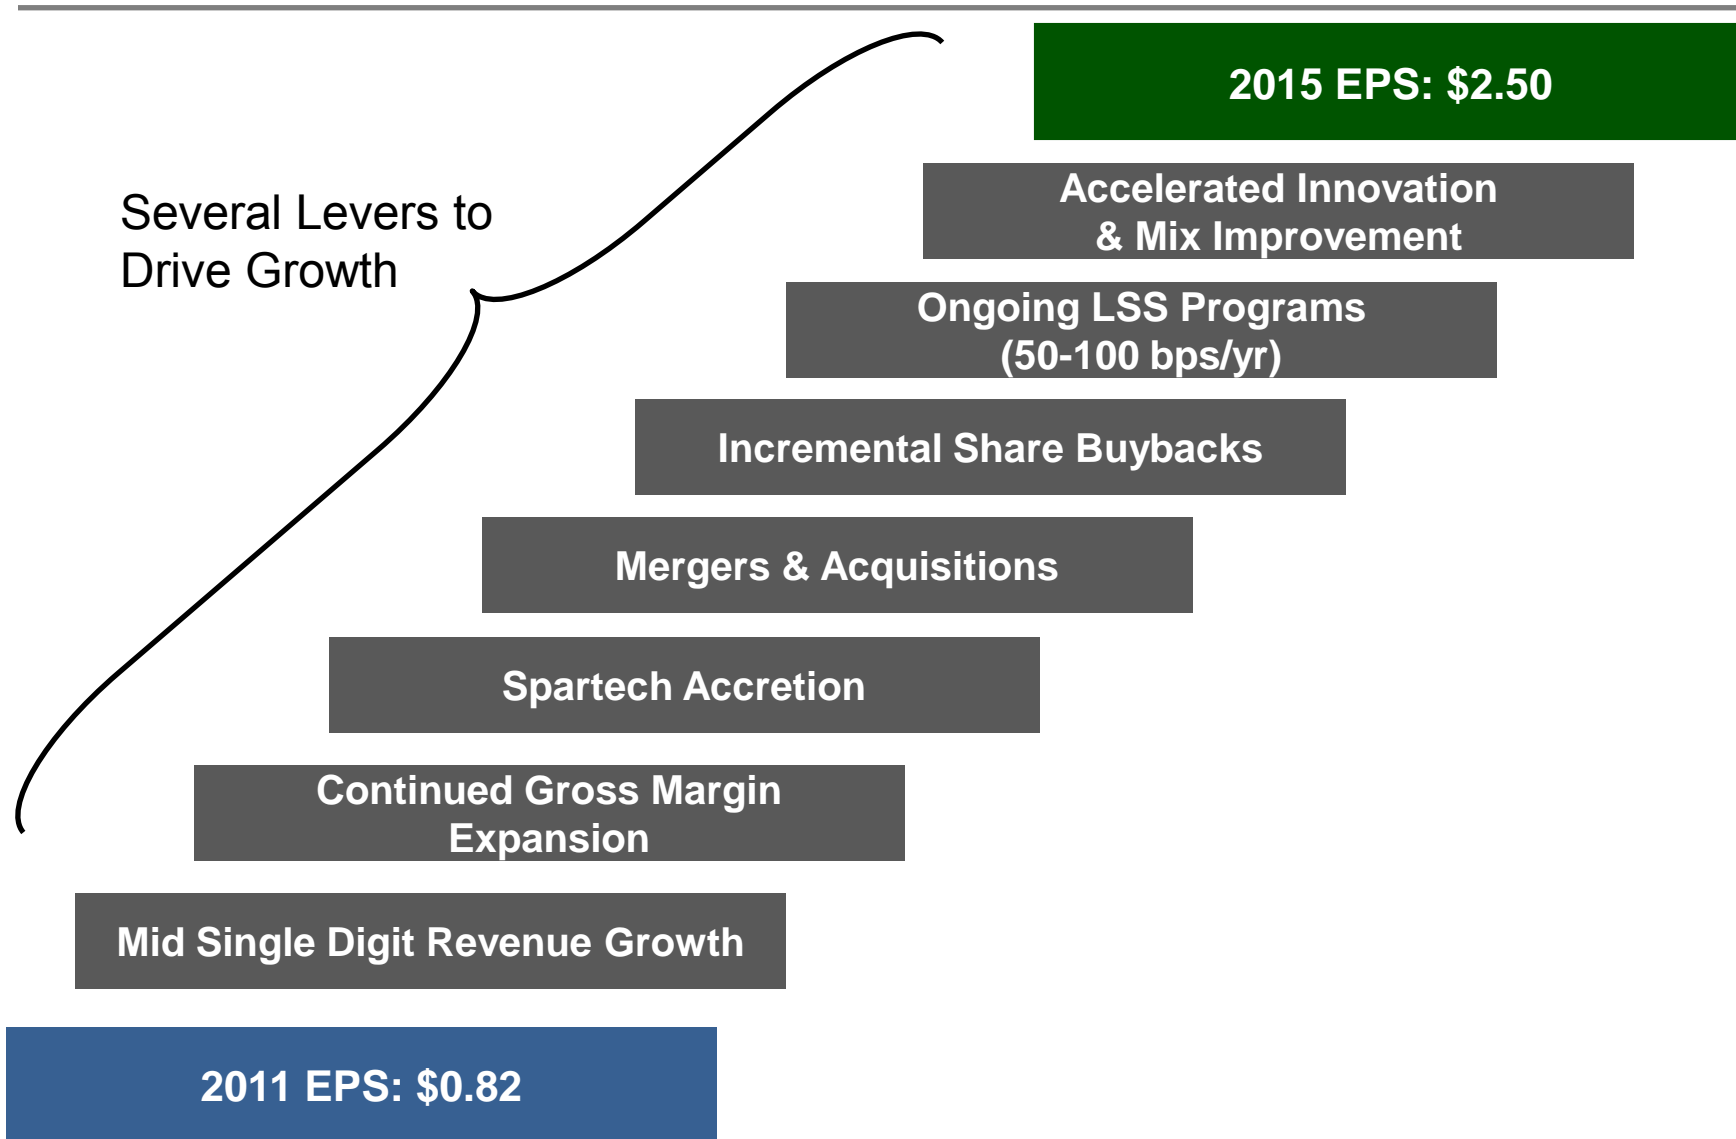 2015 EPS: $2.50
Accelerated Innovation
& Mix Improvement
Several Levers to
Drive Growth
Ongoing LSS Programs
(50-100 bps/yr)
Incremental Share Buybacks
Mergers & Acquisitions
Spartech Accretion
Continued Gross Margin
Expansion
Mid Single Digit Revenue Growth
2011 EPS: $0.82